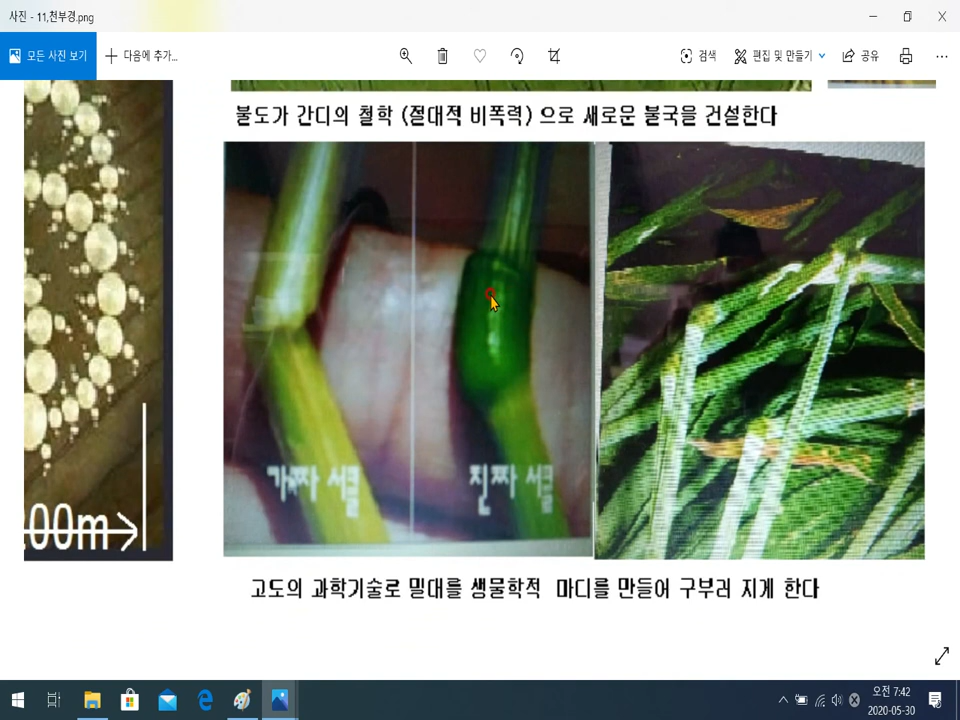 사진 - 11,천부경.png
모든 사진 보기
다음에 추가...
검색
편집 및 만들기
공유
불도가 간디의 철학 (절대적 비폭력) 으로 새로운 불국을 건설한다
00m
가짜 서클
진짜 서클
고도의 과학기술로 밀대를 생물학적 마디를 만들어 구부러 지게 한다
오전 7:42
2020-05-30